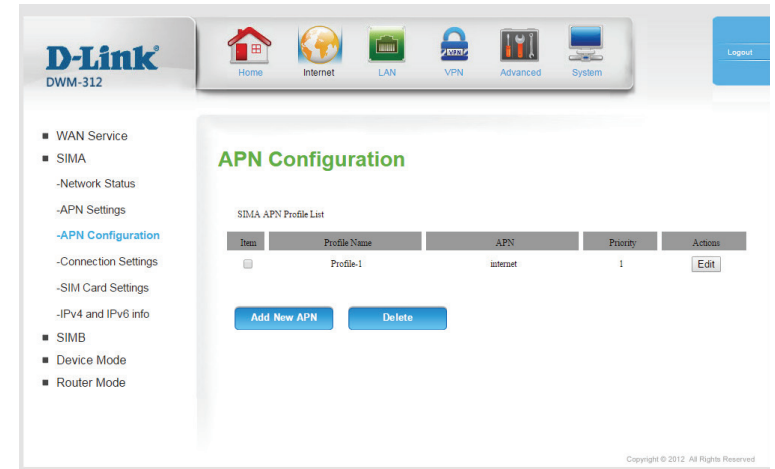 D-Link®
DWM-312
Home
Internet
LAN
VPN
VPN
Advanced
System
Logout
WAN Service
SIMA
-Network Status
-APN Settings
-APN Configuration
-Connection Settings
-SIM Card Settings
-IPv4 and IPv6 info
SIMB
Device Mode
Router Mode
APN Configuration
SIMA APN Profile List
Item Profile Name APN Priority Actions
Profile-1 internet 1 Edit
Add New APN Delete
Copyright © 2012 All Rights Reserved